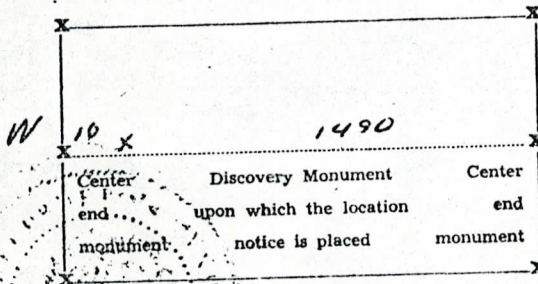 X X
W 10 X 1490
X X
Center Discovery Monument Center
end upon which the location end
monument notice is placed monument
X X